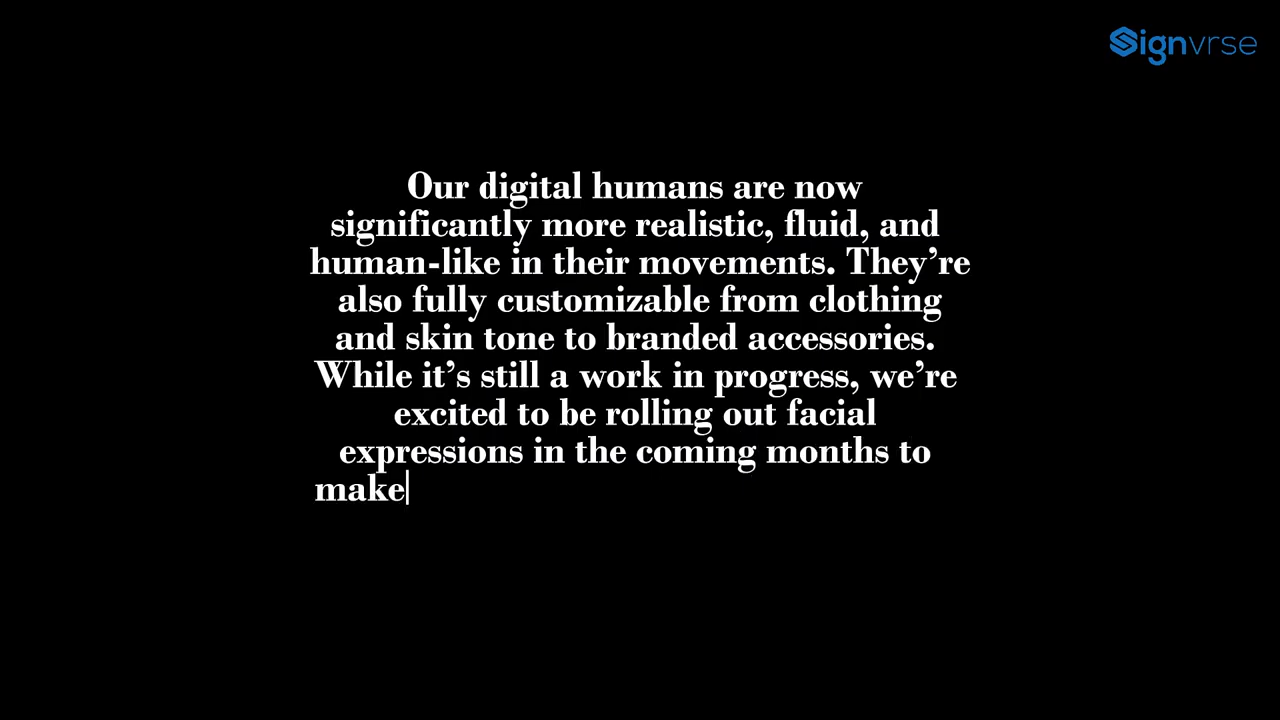 Signvrse
Our digital humans are now
significantly more realistic, fluid, and
human-like in their movements. They’re
also fully customizable from clothing
and skin tone to branded accessories.
While it’s still a work in progress, we’re
excited to be rolling out facial
expressions in the coming months to
make